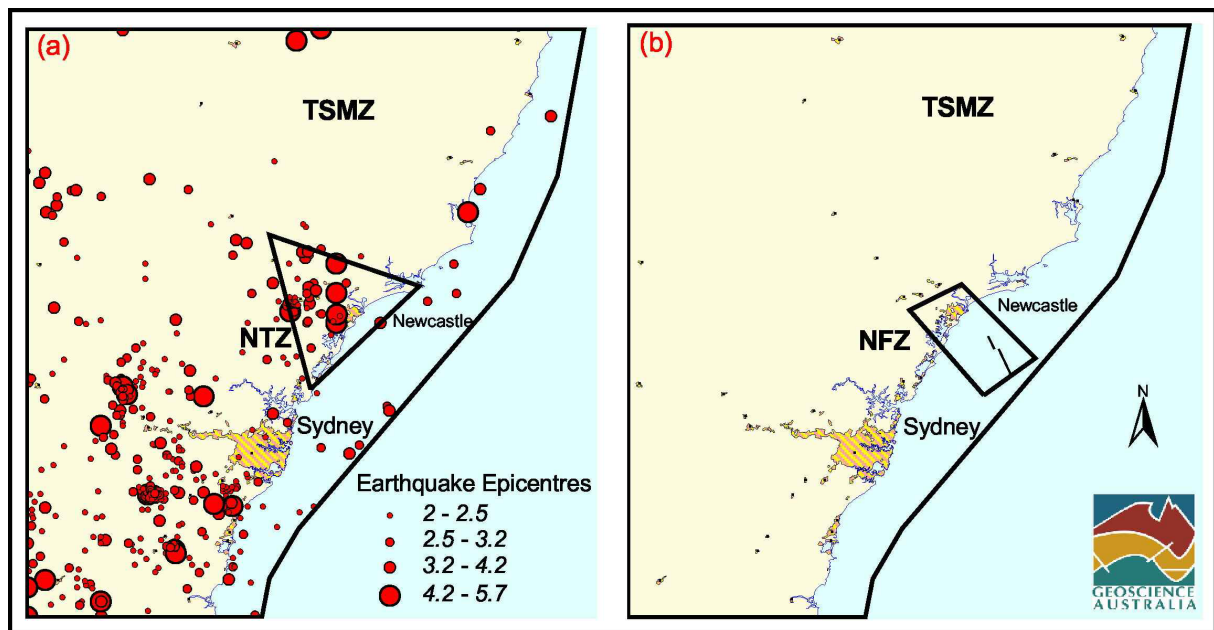 (a)
TSMZ
NTZ
Newcastle
Sydney
Earthquake Epicentres
2 - 2.5
2.5 - 3.2
3.2 - 4.2
4.2 - 5.7
(b)
TSMZ
Newcastle
NFZ
Sydney
N
GEOSCIENCE
AUSTRALIA